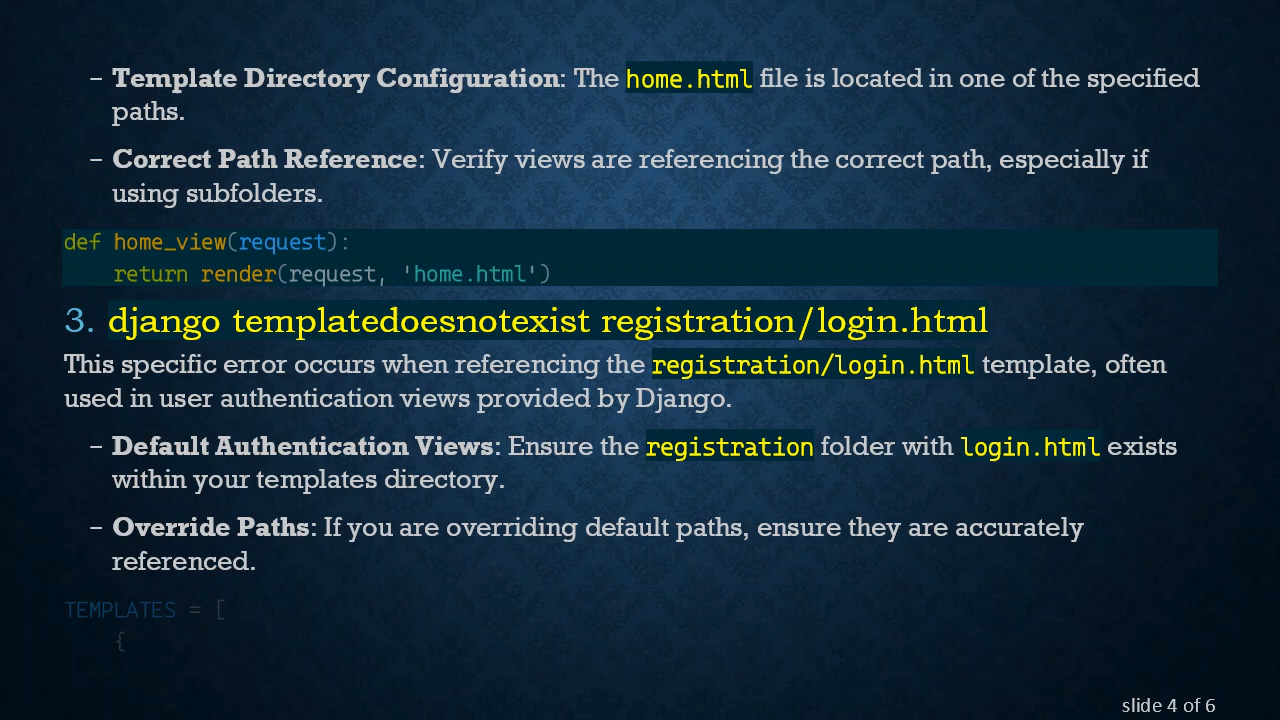 – Template Directory Configuration: The home.html file is located in one of the specified
paths.
– Correct Path Reference: Verify views are referencing the correct path, especially if
using subfolders.
def home_view(request):
    return render(request, 'home.html')
3. django templatedoesnotexist registration/login.html
This specific error occurs when referencing the registration/login.html template, often
used in user authentication views provided by Django.
– Default Authentication Views: Ensure the registration folder with login.html exists
within your templates directory.
– Override Paths: If you are overriding default paths, ensure they are accurately
referenced.
TEMPLATES = [
    {
slide 4 of 6